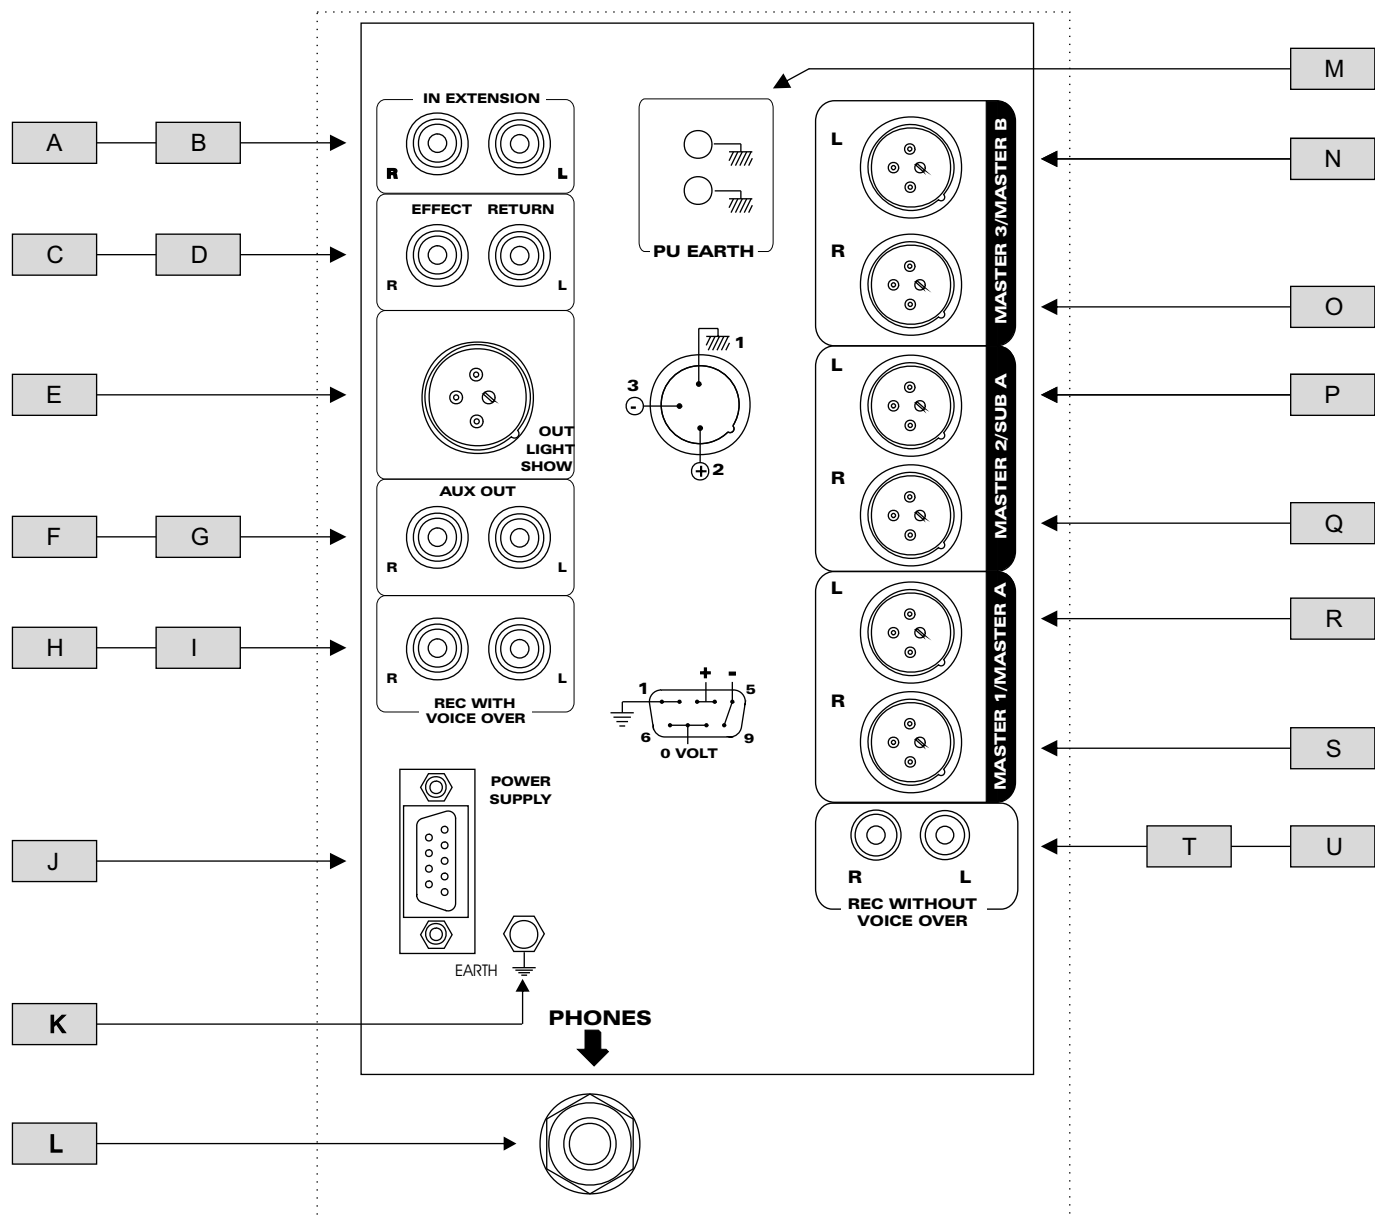 M
IN EXTENSION
A B
R L
PU EARTH
L
R
MASTER 3/MASTER B
N
C D
EFFECT RETURN
R L
O
E
OUT
LIGHT
SHOW
1
3
-
+ 2
L
R
MASTER 2/SUB A
P
Q
F G
AUX OUT
R L
H I
R L
REC WITH
VOICE OVER
+ -
1 5
6 9
0 VOLT
L
R
MASTER 1/MASTER A
R
S
J
POWER
SUPPLY
EARTH
T U
R L
REC WITHOUT
VOICE OVER
K
PHONES
L